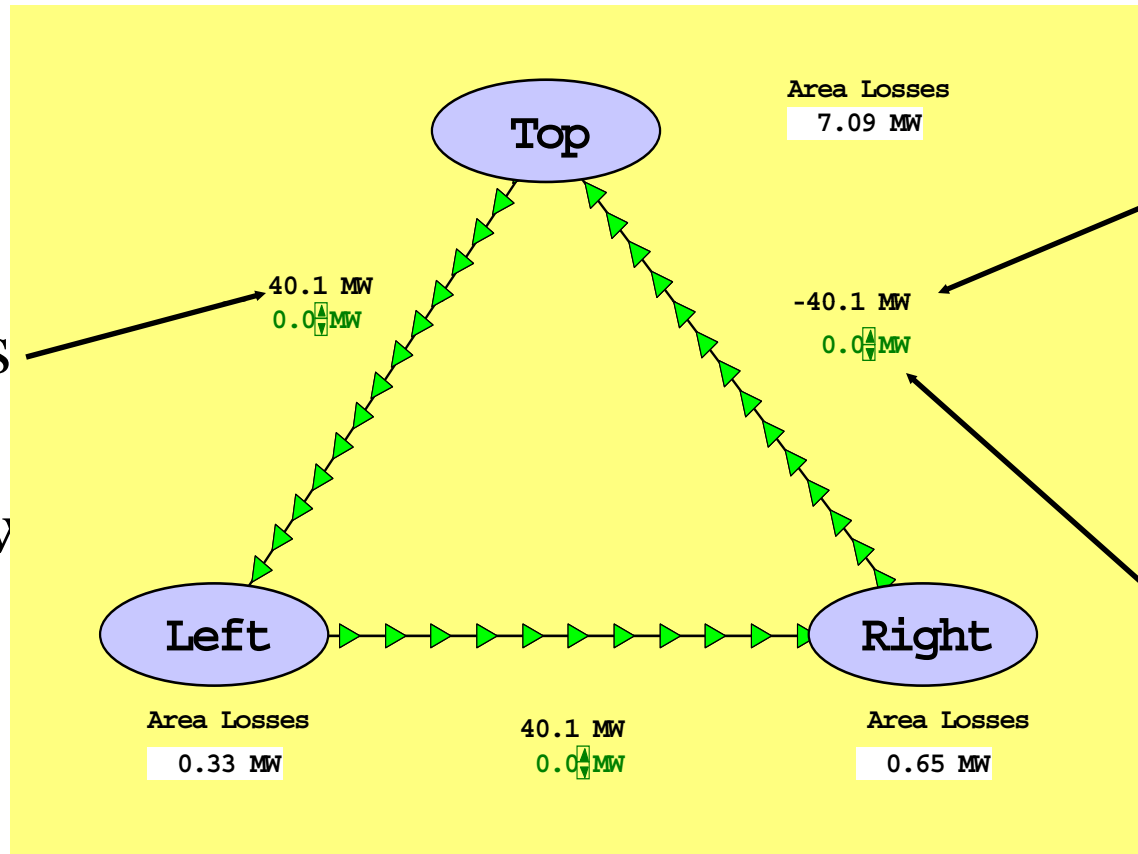 Top
Area Losses
7.09 MW
40.1 MW
0.0 MW
-40.1 MW
0.0 MW
s
Left
Right
Area Losses
0.33 MW
40.1 MW
0.0 MW
Area Losses
0.65 MW